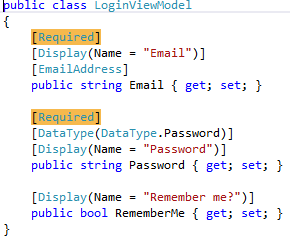 public class LoginViewModel
{
[Required]
[Display(Name = "Email")]
[EmailAddress]
public string Email { get; set; }
[Required]
[DataType(DataType.Password)]
[Display(Name = "Password")]
public string Password { get; set; }
[Display(Name = "Remember me?")]
public bool RememberMe { get; set; }
}